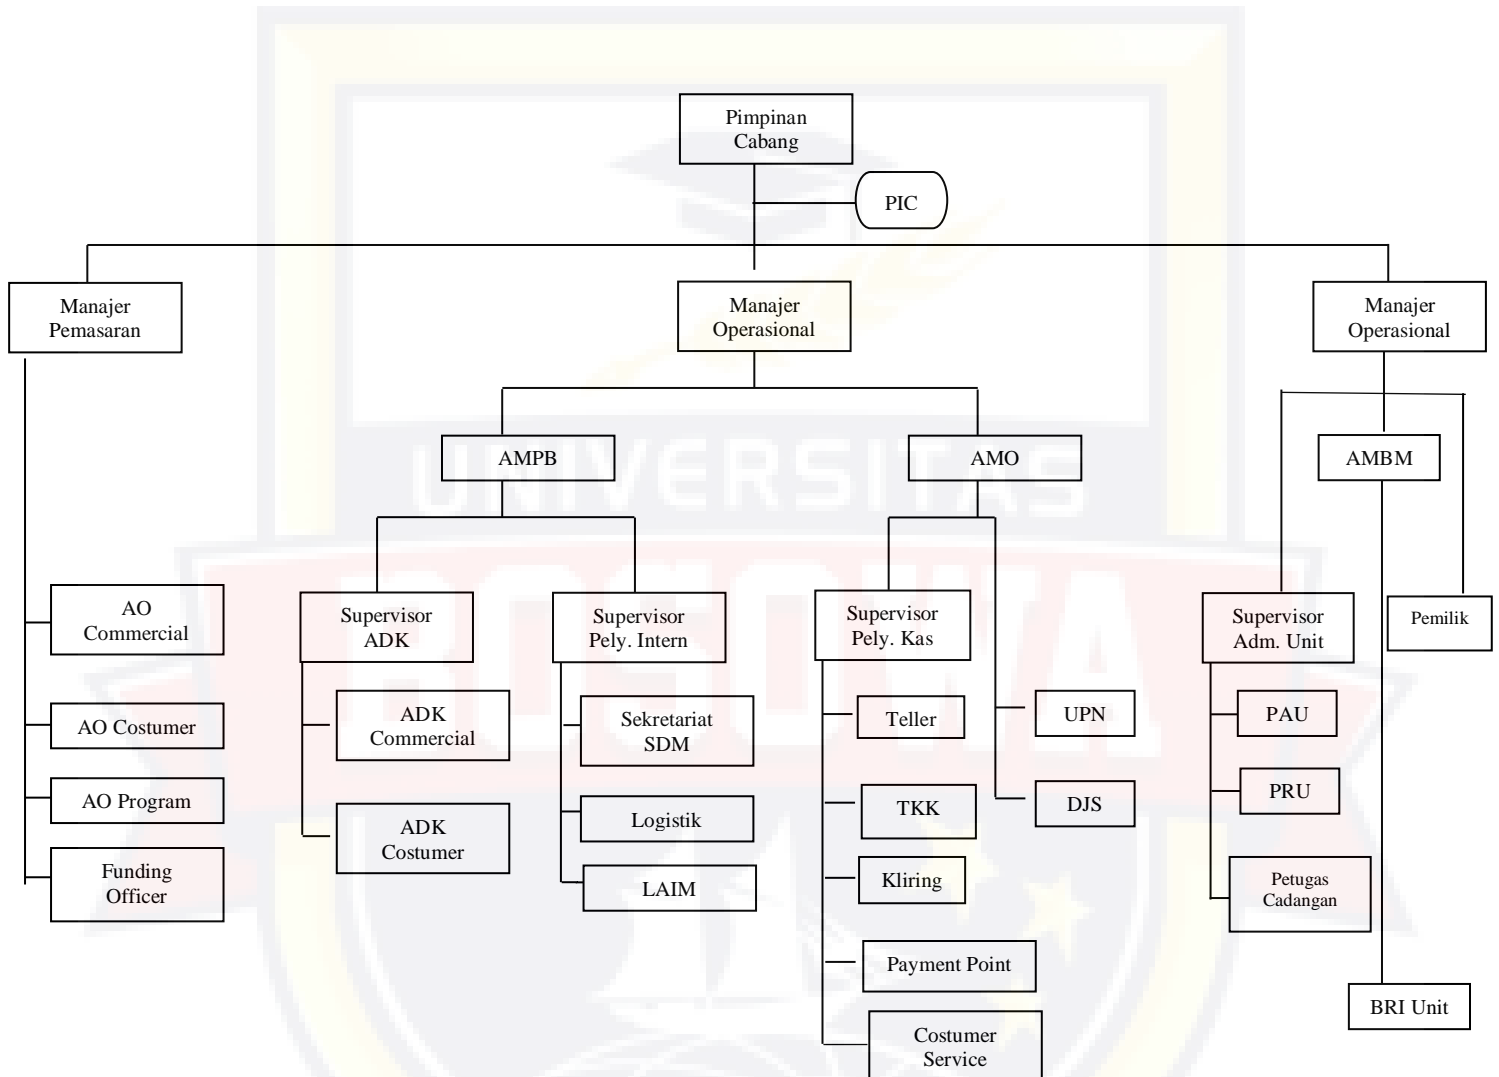 Pimpinan
Cabang
PIC
Manajer
Pemasaran
Manajer
Operasional
Manajer
Operasional
AMPB
AMO
AMBM
UNIVERSITAS
BOSOWA
AO
Commercial
AO Costumer
AO Program
Funding
Officer
Supervisor
ADK
ADK
Commercial
ADK
Costumer
Supervisor
Pely. Intern
Sekretariat
SDM
Logistik
LAIM
Supervisor
Pely. Kas
Teller
TKK
Kliring
Payment Point
Costumer
Service
UPN
DJS
Supervisor
Adm. Unit
PAU
PRU
Petugas
Cadangan
Pemilik
BRI Unit